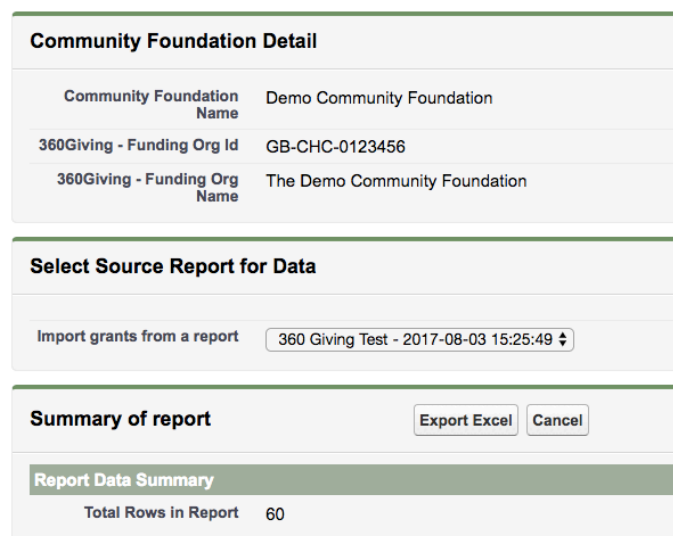 Community Foundation Detail
Community Foundation Name
Demo Community Foundation
360Giving - Funding Org Id
GB-CHC-0123456
360Giving - Funding Org Name
The Demo Community Foundation
Select Source Report for Data
Import grants from a report
360 Giving Test - 2017-08-03 15:25:49
Summary of report
Export Excel
Cancel
Report Data Summary
Total Rows in Report
60